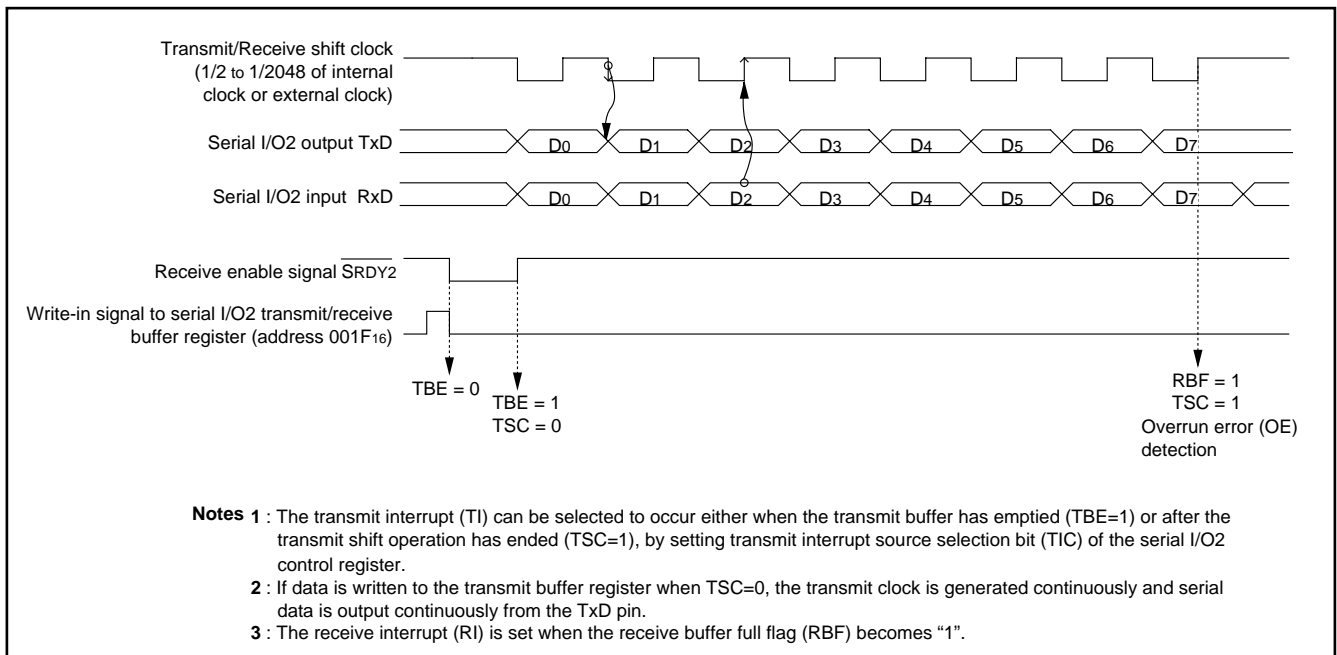 Transmit/Receive shift clock
(1/2 to 1/2048 of internal
clock or external clock)
Serial I/O2 output TxD
D0 D1 D2 D3 D4 D5 D6 D7
Serial I/O2 input RxD
D0 D1 D2 D3 D4 D5 D6 D7
Receive enable signal SRDY2
Write-in signal to serial I/O2 transmit/receive
buffer register (address 001F16)
TBE = 0
TBE = 1
TSC = 0
RBF = 1
TSC = 1
Overrun error (OE)
detection
Notes 1 : The transmit interrupt (TI) can be selected to occur either when the transmit buffer has emptied (TBE=1) or after the
transmit shift operation has ended (TSC=1), by setting transmit interrupt source selection bit (TIC) of the serial I/O2
control register.
2 : If data is written to the transmit buffer register when TSC=0, the transmit clock is generated continuously and serial
data is output continuously from the TxD pin.
3 : The receive interrupt (RI) is set when the receive buffer full flag (RBF) becomes “1”.